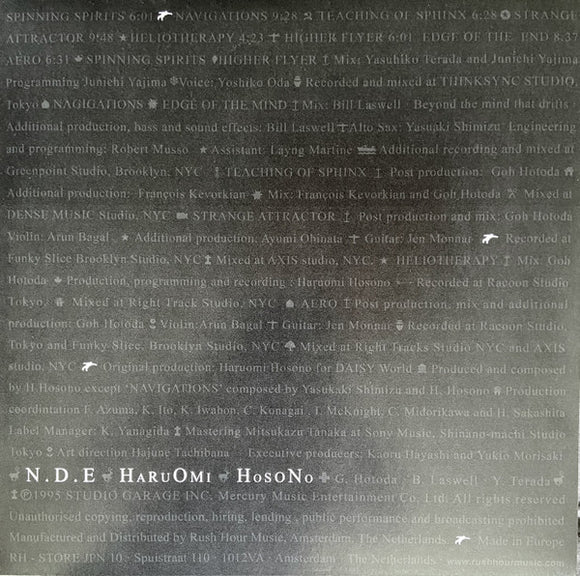 SPINNING SPIRITS 6:01 NAVIGATIONS 9:28 TEACHING OF SPHINX 6:28 STRANGE
ATTRACTOR 9:48 HELIOTHERAPY 4:23 HIGHER FLYER 6:01 EDGE OF THE END 8:37
AERO 6:31 SPINNING SPIRITS HIGHER FLYER Mix: Yasuhiko Terada and Junichi Yajima
Programming Junichi Yajima Voice: Yoshiko Oda Recorded and mixed at THINKSYNC STUDIO,
Tokyo NAGIGATIONS EDGE OF THE MIND Mix: Bill Laswell · Beyond the mind that drifts
Additional production, bass and sound effects: Bill Laswell Alto Sax: Yasuaki Shimizu Engineering
and programming: Robert Musso Assistant: Layng Martine Additional recording and mixed at
Greenpoint Studio, Brooklyn, NYC TEACHING OF SPHINX Post production: Goh Hotoda
Additional production: François Kevorkian Mix: François Kevorkian and Goh Hotoda Mixed at
DENSE MUSIC Studio, NYC STRANGE ATTRACTOR Post production and mix: Goh Hotoda
Violin: Arun Bagal Additional production: Ayomi Ohinata Guitar: Jen Monnar Recorded at
Funky Slice Brooklyn Studio, NYC Mixed at AXIS studio, NYC. HELIOTHERAPY Mix: Goh
Hotoda Production, programming and recording : Haruomi Hosono Recorded at Racoon Studio,
Tokyo. Mixed at Right Track Studio, NYC AERO Post production, mix and additional
production: Goh Hotoda Violin:Arun Bagal Guitar: Jen Monnar Recorded at Racoon Studio,
Tokyo and Funky Slice, Brooklyn Studio, NYC Mixed at Right Tracks Studio NYC and AXIS
studio, NYC Original production: Haruomi Hosono for DAISY World Produced and composed
by H Hosono except 'NAVIGATIONS' composed by Yasukaki Shimizu and H. Hosono Production
coordintation F. Azuma, K. Ito, K. Iwahon, C. Kunagai, I. McKnight, C. Midorikawa and H. Sakashita
Label Manager: K. Yanagida Mastering Mitsukazu Tanaka at Sony Music, Shinano-machi Studio
Tokyo Art direction Hajime Tachibana Executive producers: Kaoru Hayashi and Yukio Morisaki
N.D.E HARUOMI HOSONO G. Hotoda · B. Laswell · Y. Terada
℗1995 STUDIO GARAGE INC. Mercury Music Entertainment Co, Ltd All rights reserved
Unauthorised copying, reproduction, hiring, lending, public performance and broadcasting prohibited
Manufactured and Distributed by Rush Hour Music, Amsterdam, The Netherlands Made in Europe
RH - STORE JPN 10 · Spuistraat 110 · 1012VA · Amsterdam · The Netherlands www.rushhourmusic.com